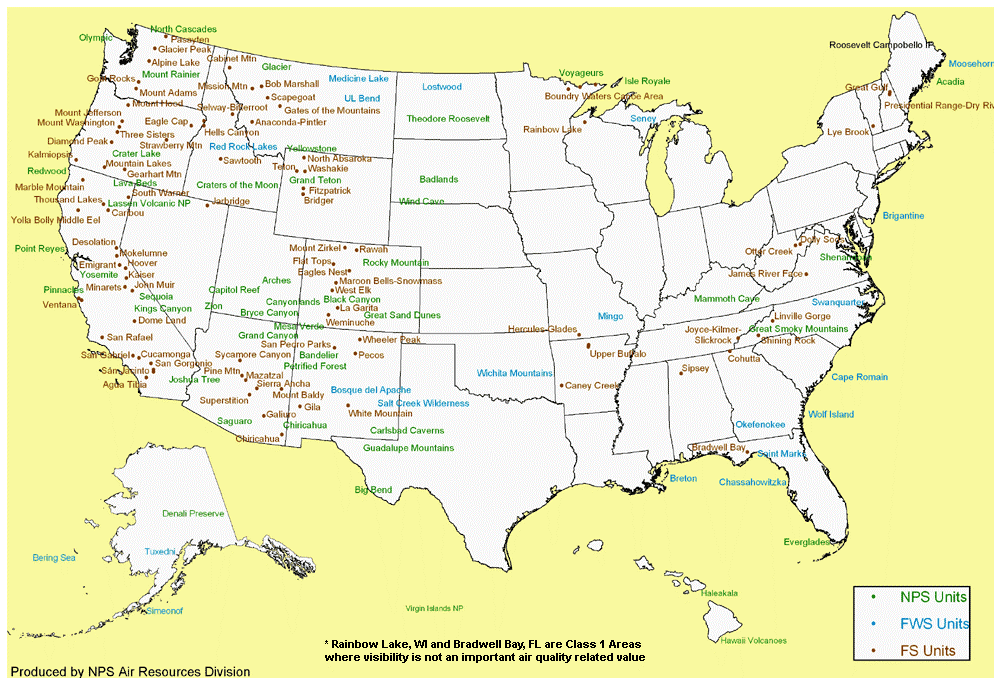 North Cascades
Olympic
Pasayten
Glacier Peak
Alpine Lake
Cabinet Mtn
Glacier
Goat Rocks
Mount Rainier
Mission Mtn
Bob Marshall
Medicine Lake
Mount Adams
Scapegoat
UL Bend
Lostwood
Mount Hood
Selway-Bitterroot
Gates of the Mountains
Mount Jefferson
Mount Washington
Eagle Cap
Anaconda-Pintler
Theodore Roosevelt
Three Sisters
Hells Canyon
Diamond Peak
Strawberry Mtn
Red Rock Lakes
Yellowstone
Kalmiopsis
Crater Lake
Sawtooth
North Absaroka
Mountain Lakes
Teton
Washakie
Redwood
Gearhart Mtn
Grand Teton
Badlands
Marble Mountain
Lava Beds
Craters of the Moon
Fitzpatrick
South Warner
Thousand Lakes
Lassen Volcanic NP
Jarbridge
Bridger
Wind Cave
Caribou
Yolla Bolly Middle Eel
Desolation
Mount Zirkel
Rawah
Point Reyes
Mokelumne
Flat Tops
Rocky Mountain
Emigrant
Hoover
Eagles Nest
Yosemite
Kaiser
Arches
Maroon Bells-Snowmass
Pinnacles
Minarets
John Muir
Capitol Reef
West Elk
Ventana
Sequoia
Zion
Canyonlands
Black Canyon
Kings Canyon
Bryce Canyon
La Garita
Great Sand Dunes
Dome Land
Mesa Verde
Weminuche
San Rafael
Grand Canyon
Wheeler Peak
San Pedro Parks
San Gabriel
Cucamonga
Sycamore Canyon
Bandelier
Pecos
San Gorgonio
Petrified Forest
San Jacinto
Pine Mtn
Mazatzal
Agua Tibia
Joshua Tree
Sierra Ancha
Bosque del Apache
Superstition
Mount Baldy
Salt Creek Wilderness
Gila
Galiuro
White Mountain
Saguaro
Chiricahua
Carlsbad Caverns
Chiricahua
Guadalupe Mountains
Big Bend
Voyageurs
Isle Royale
Boundry Waters Canoe Area
Rainbow Lake
Seney
Roosevelt Campobello IP
Moosehorn
Acadia
Great Gulf
Presidential Range-Dry Riv
Lye Brook
Brigantine
Dolly Sods
Otter Creek
Shenandoah
James River Face
Mammoth Cave
Swanquarter
Mingo
Linville Gorge
Hercules-Glades
Joyce-Kilmer-
Slickrock
Great Smoky Mountains
Shining Rock
Upper Buffalo
Cohutta
Wichita Mountains
Caney Creek
Sipsey
Cape Romain
Wolf Island
Okefenokee
Bradwell Bay
Saint Marks
Breton
Chassahowitzka
Everglades
Denali Preserve
Bering Sea
Tuxedni
Simeonof
Virgin Islands NP
Haleakala
Hawaii Volcanoes
NPS Units
FWS Units
FS Units
* Rainbow Lake, WI and Bradwell Bay, FL are Class 1 Areas
where visibility is not an important air quality related value
Produced by NPS Air Resources Division